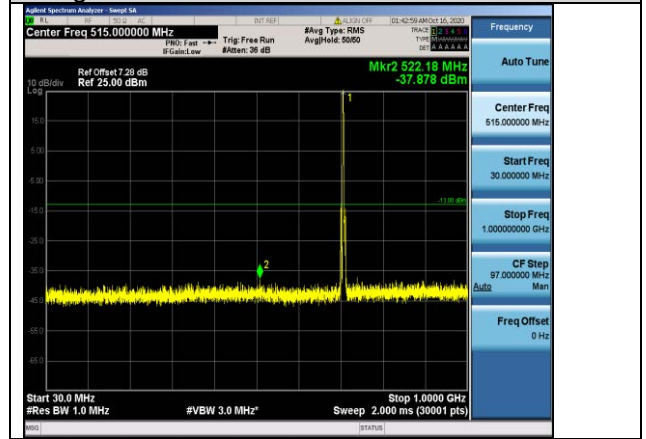 Agilent Spectrum Analyzer - Swept SA
RL RF 50 Ω AC INT REF ALIGN OFF 01:42:59 AM Oct 16, 2020
Center Freq 515.000000 MHz
PNO: Fast
IFGain:Low
Trig: Free Run
#Atten: 36 dB
#Avg Type: RMS
Avg|Hold: 50/50
TRACE 1 2 3 4 5 6
TYPE
DET A A A A A A
Frequency
Mkr2 522.18 MHz
-37.878 dBm
Ref Offset 7.28 dB
Ref 25.00 dBm
10 dB/div
Log
15.0
5.00
-5.00
-15.0
-25.0
-35.0
-45.0
-55.0
-65.0
1
2
-13.00 dBm
Start 30.0 MHz
#Res BW 1.0 MHz
#VBW 3.0 MHz*
Stop 1.0000 GHz
Sweep 2.000 ms (30001 pts)
Auto Tune
Center Freq
515.000000 MHz
Start Freq
30.000000 MHz
Stop Freq
1.000000000 GHz
CF Step
97.000000 MHz
Auto Man
Freq Offset
0 Hz
MSG
STATUS